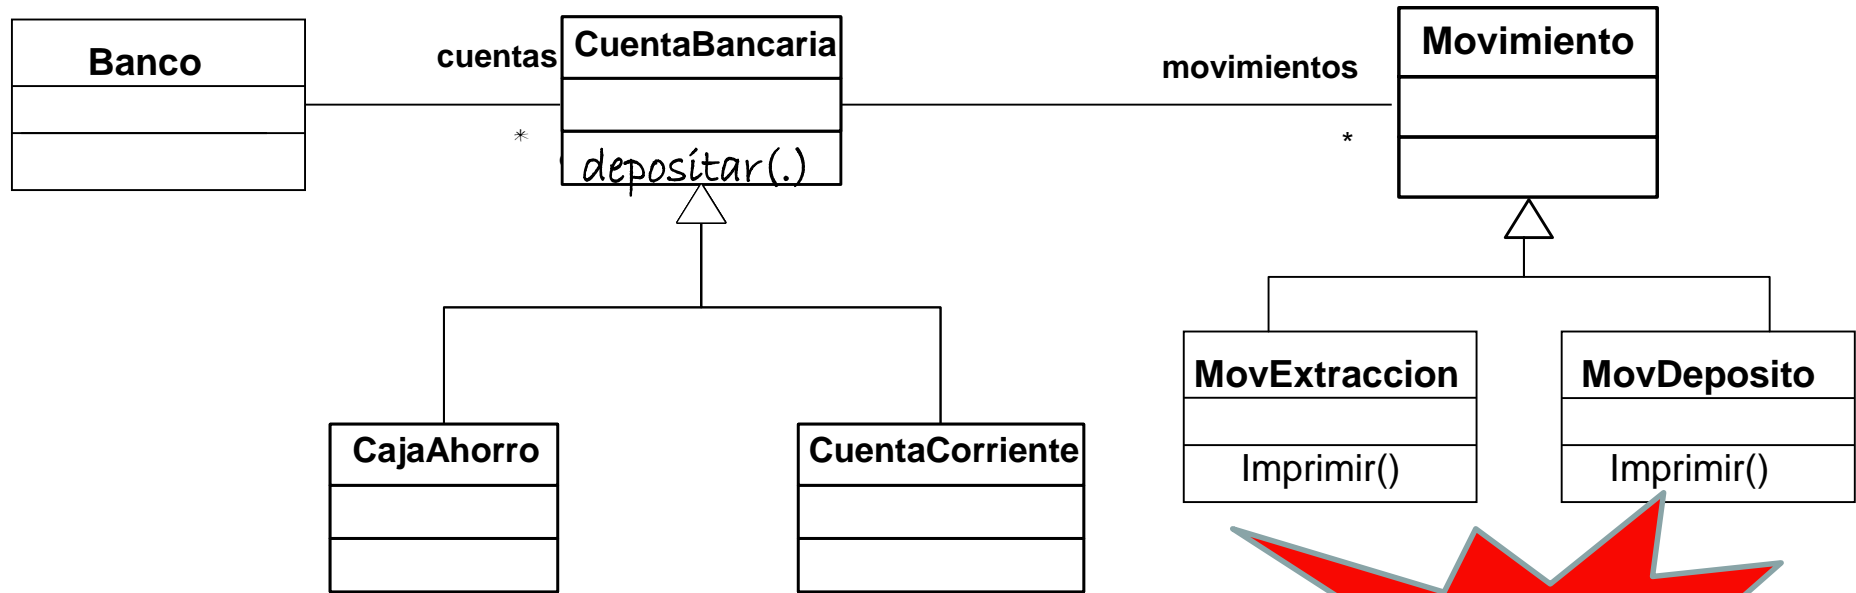 Banco
cuentas
*
CuentaBancaria
depositar(.)
movimientos
*
Movimiento
CajaAhorro
CuentaCorriente
MovExtraccion
Imprimir()
MovDeposito
Imprimir()